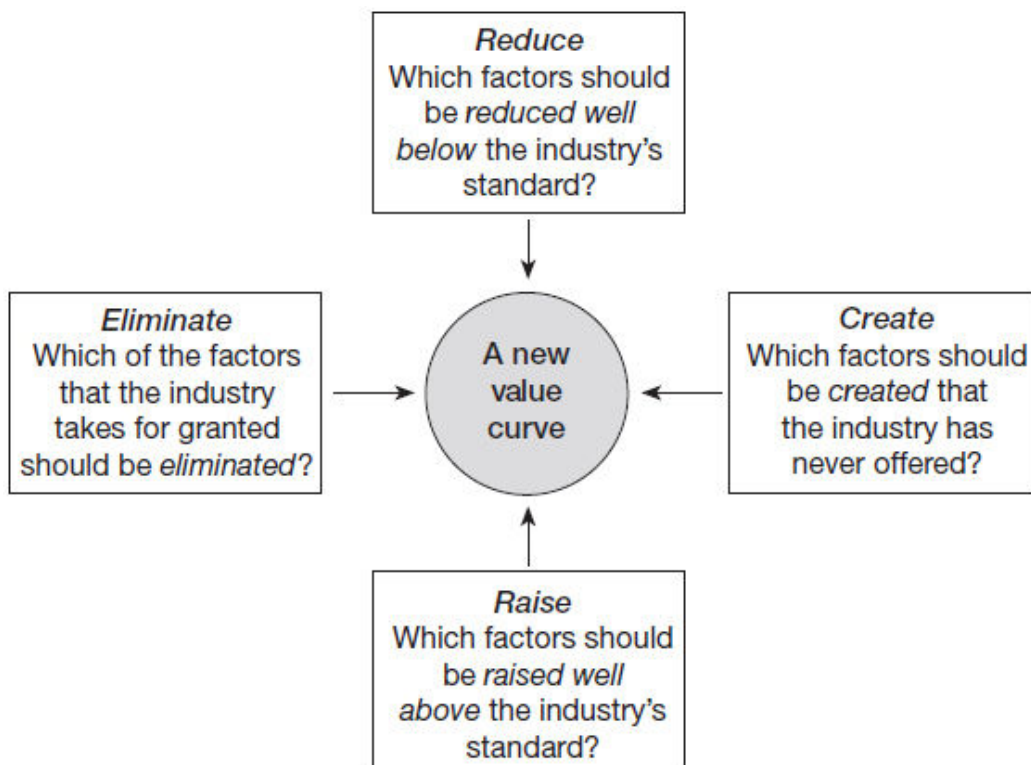 Reduce
Which factors should
be reduced well
below the industry's
standard?
Eliminate
Which of the factors
that the industry
takes for granted
should be eliminated?
A new
value
curve
Create
Which factors should
be created that
the industry has
never offered?
Raise
Which factors should
be raised well
above the industry's
standard?